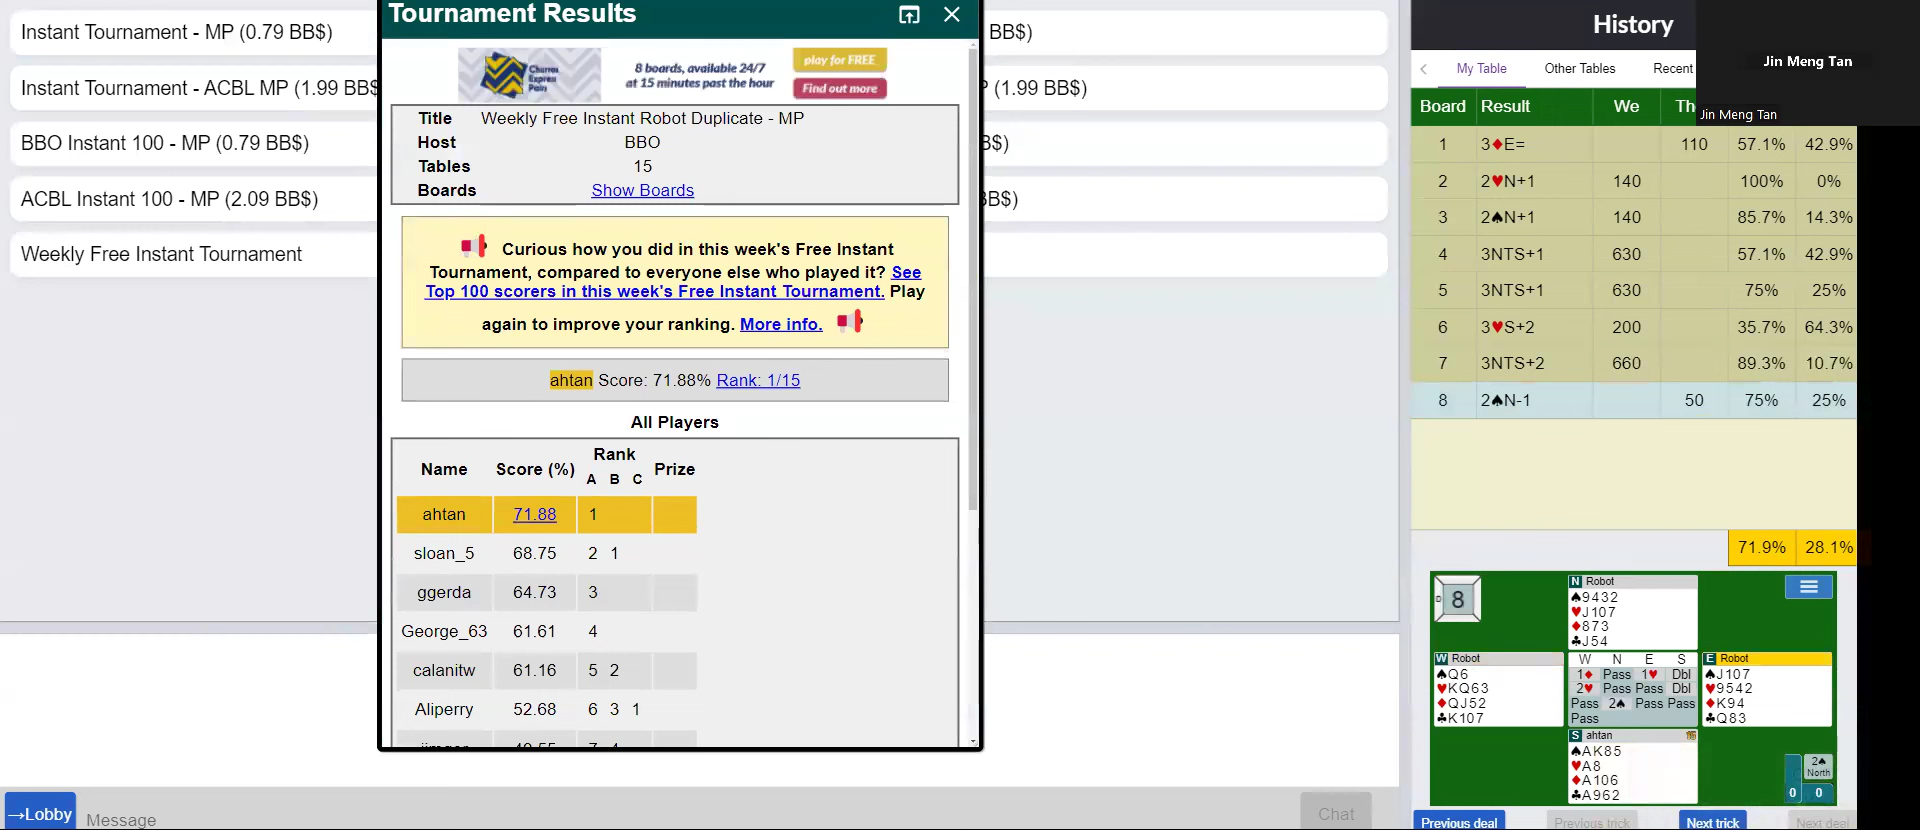 Instant Tournament - MP (0.79 BB$)
Instant Tournament - ACBL MP (1.99 BB$
BBO Instant 100 - MP (0.79 BB$)
ACBL Instant 100 - MP (2.09 BB$)
Weekly Free Instant Tournament
BB$)
(1.99 BB$)
Tournament Results
Churros Express Pairs
8 boards, available 24/7
at 15 minutes past the hour
play for FREE
Find out more
Title Weekly Free Instant Robot Duplicate - MP
Host BBO
Tables 15
Boards Show Boards
Curious how you did in this week's Free Instant
Tournament, compared to everyone else who played it? See
Top 100 scorers in this week's Free Instant Tournament. Play
again to improve your ranking. More info.
ahtan Score: 71.88% Rank: 1/15
All Players
Name Score (%) Rank Prize
A B C
ahtan 71.88 1
sloan_5 68.75 2 1
ggerda 64.73 3
George_63 61.61 4
calanitw 61.16 5 2
Aliperry 52.68 6 3 1
→Lobby
Message
Chat
History
Jin Meng Tan
Jin Meng Tan
My Table Other Tables Recent
Board Result We Th
1 3♦E= 110 57.1% 42.9%
2 2♥N+1 140 100% 0%
3 2♠N+1 140 85.7% 14.3%
4 3NTS+1 630 57.1% 42.9%
5 3NTS+1 630 75% 25%
6 3♥S+2 200 35.7% 64.3%
7 3NTS+2 660 89.3% 10.7%
8 2♠N-1 50 75% 25%
71.9% 28.1%
D 8
N Robot
♠9432
♥J107
♦873
♣J54
W Robot
♠Q6
♥KQ63
♦QJ52
♣K107
W N E S
1♦ Pass 1♥ Dbl
2♥ Pass Pass Dbl
Pass 2♠ Pass Pass
Pass
E Robot
♠J107
♥9542
♦K94
♣Q83
S ahtan
♠AK85
♥A8
♦A106
♣A962
2♠
North
0 0
Previous deal Previous trick Next trick Next deal